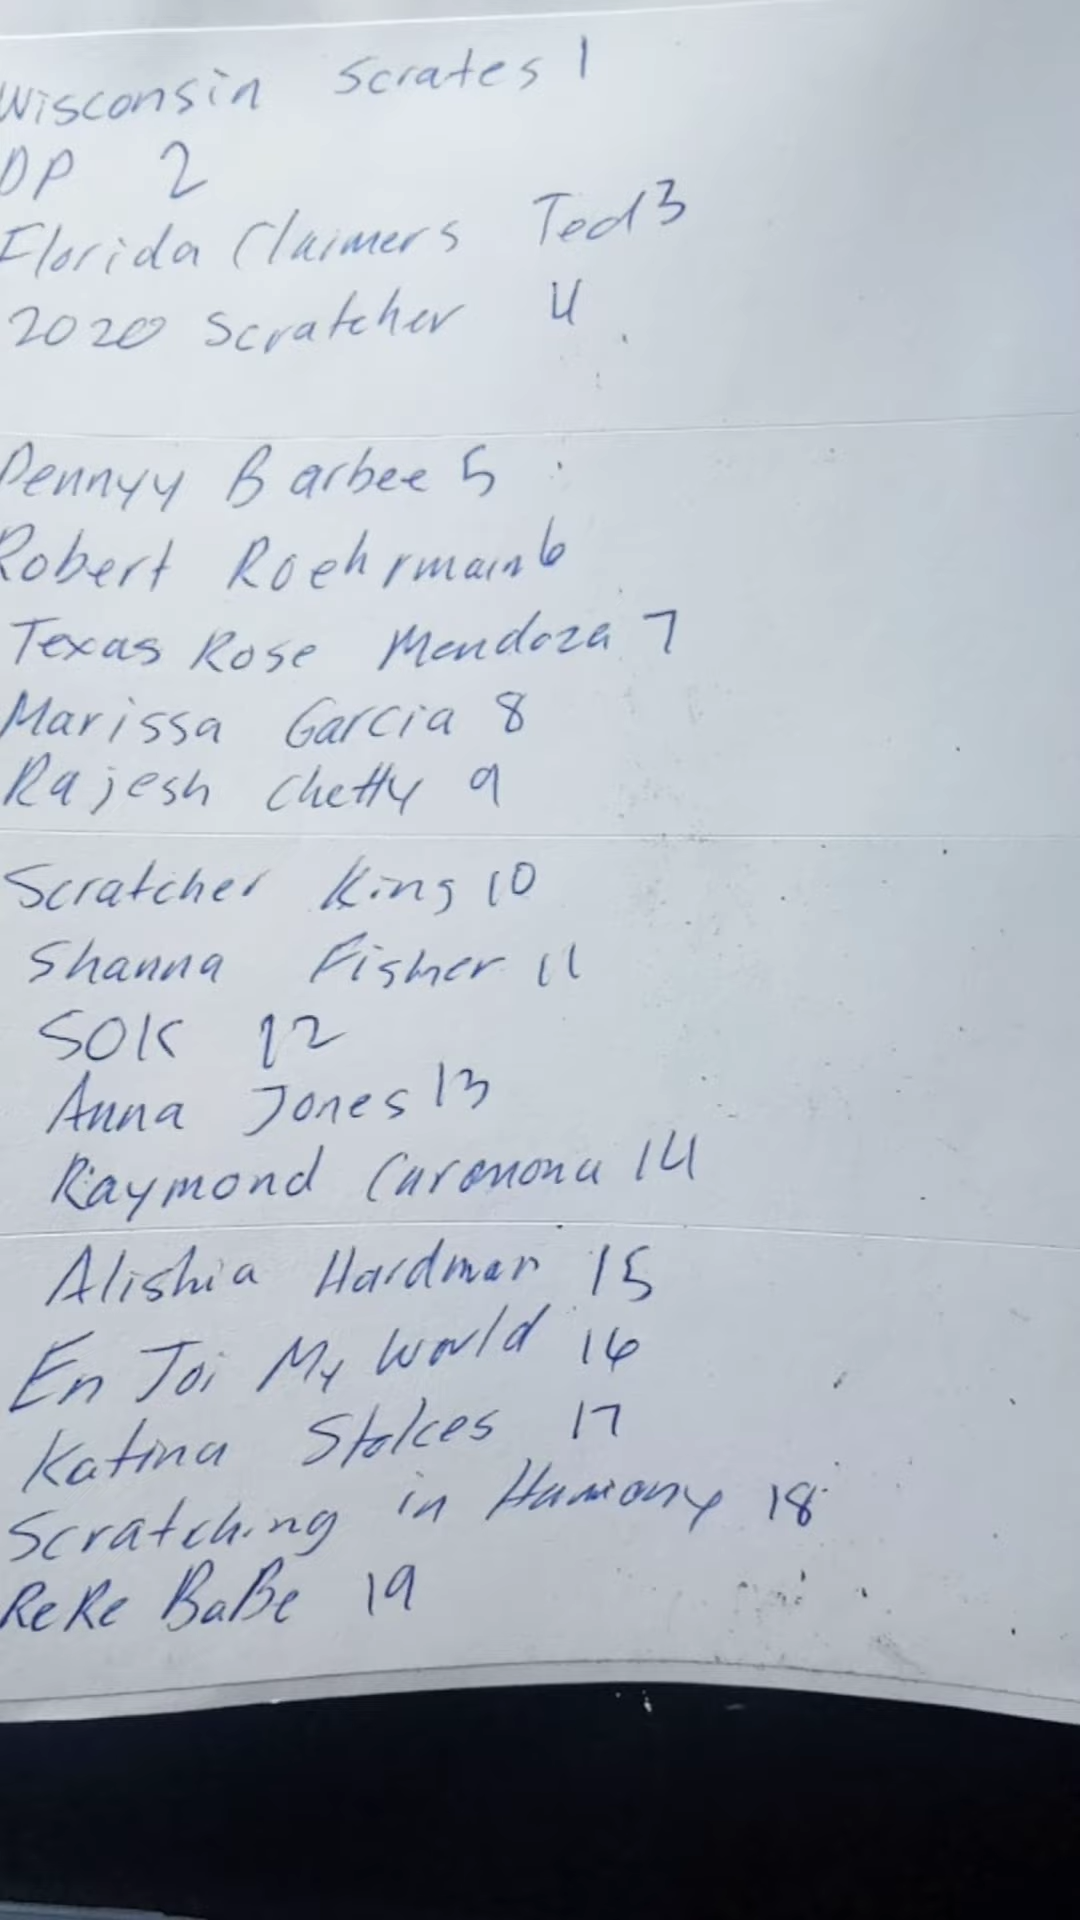 Wisconsin Scrates 1
DP 2
Florida Claimers Ted 3
2020 Scratcher 4
Pennyy Barbee 5
Robert Roehrmain 6
Texas Rose Mendoza 7
Marissa Garcia 8
Rajesh Chetty 9
Scratcher King 10
Shanna Fisher 11
SOK 12
Anna Jones 13
Raymond 14
Alishia Hardman 15
En Joi My World 16
Katina Stokes 17
Scratching in Harmony 18
ReRe BaBe 19